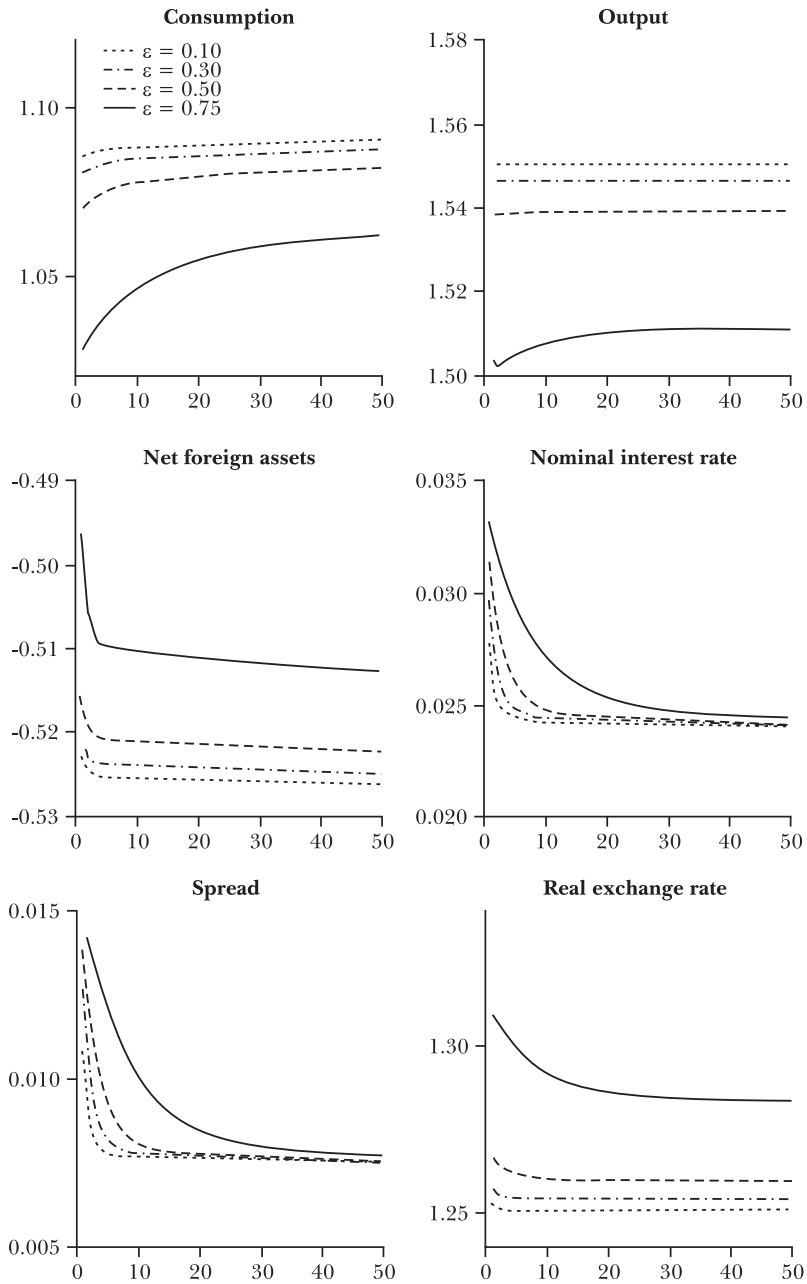 Consumption
1.10
1.05
ε = 0.10
ε = 0.30
ε = 0.50
ε = 0.75
0 10 20 30 40 50
Output
1.58
1.56
1.54
1.52
1.50
0 10 20 30 40 50
Net foreign assets
-0.49
-0.50
-0.51
-0.52
-0.53
0 10 20 30 40 50
Nominal interest rate
0.035
0.030
0.025
0.020
0 10 20 30 40 50
Spread
0.015
0.010
0.005
0 10 20 30 40 50
Real exchange rate
1.30
1.25
0 10 20 30 40 50